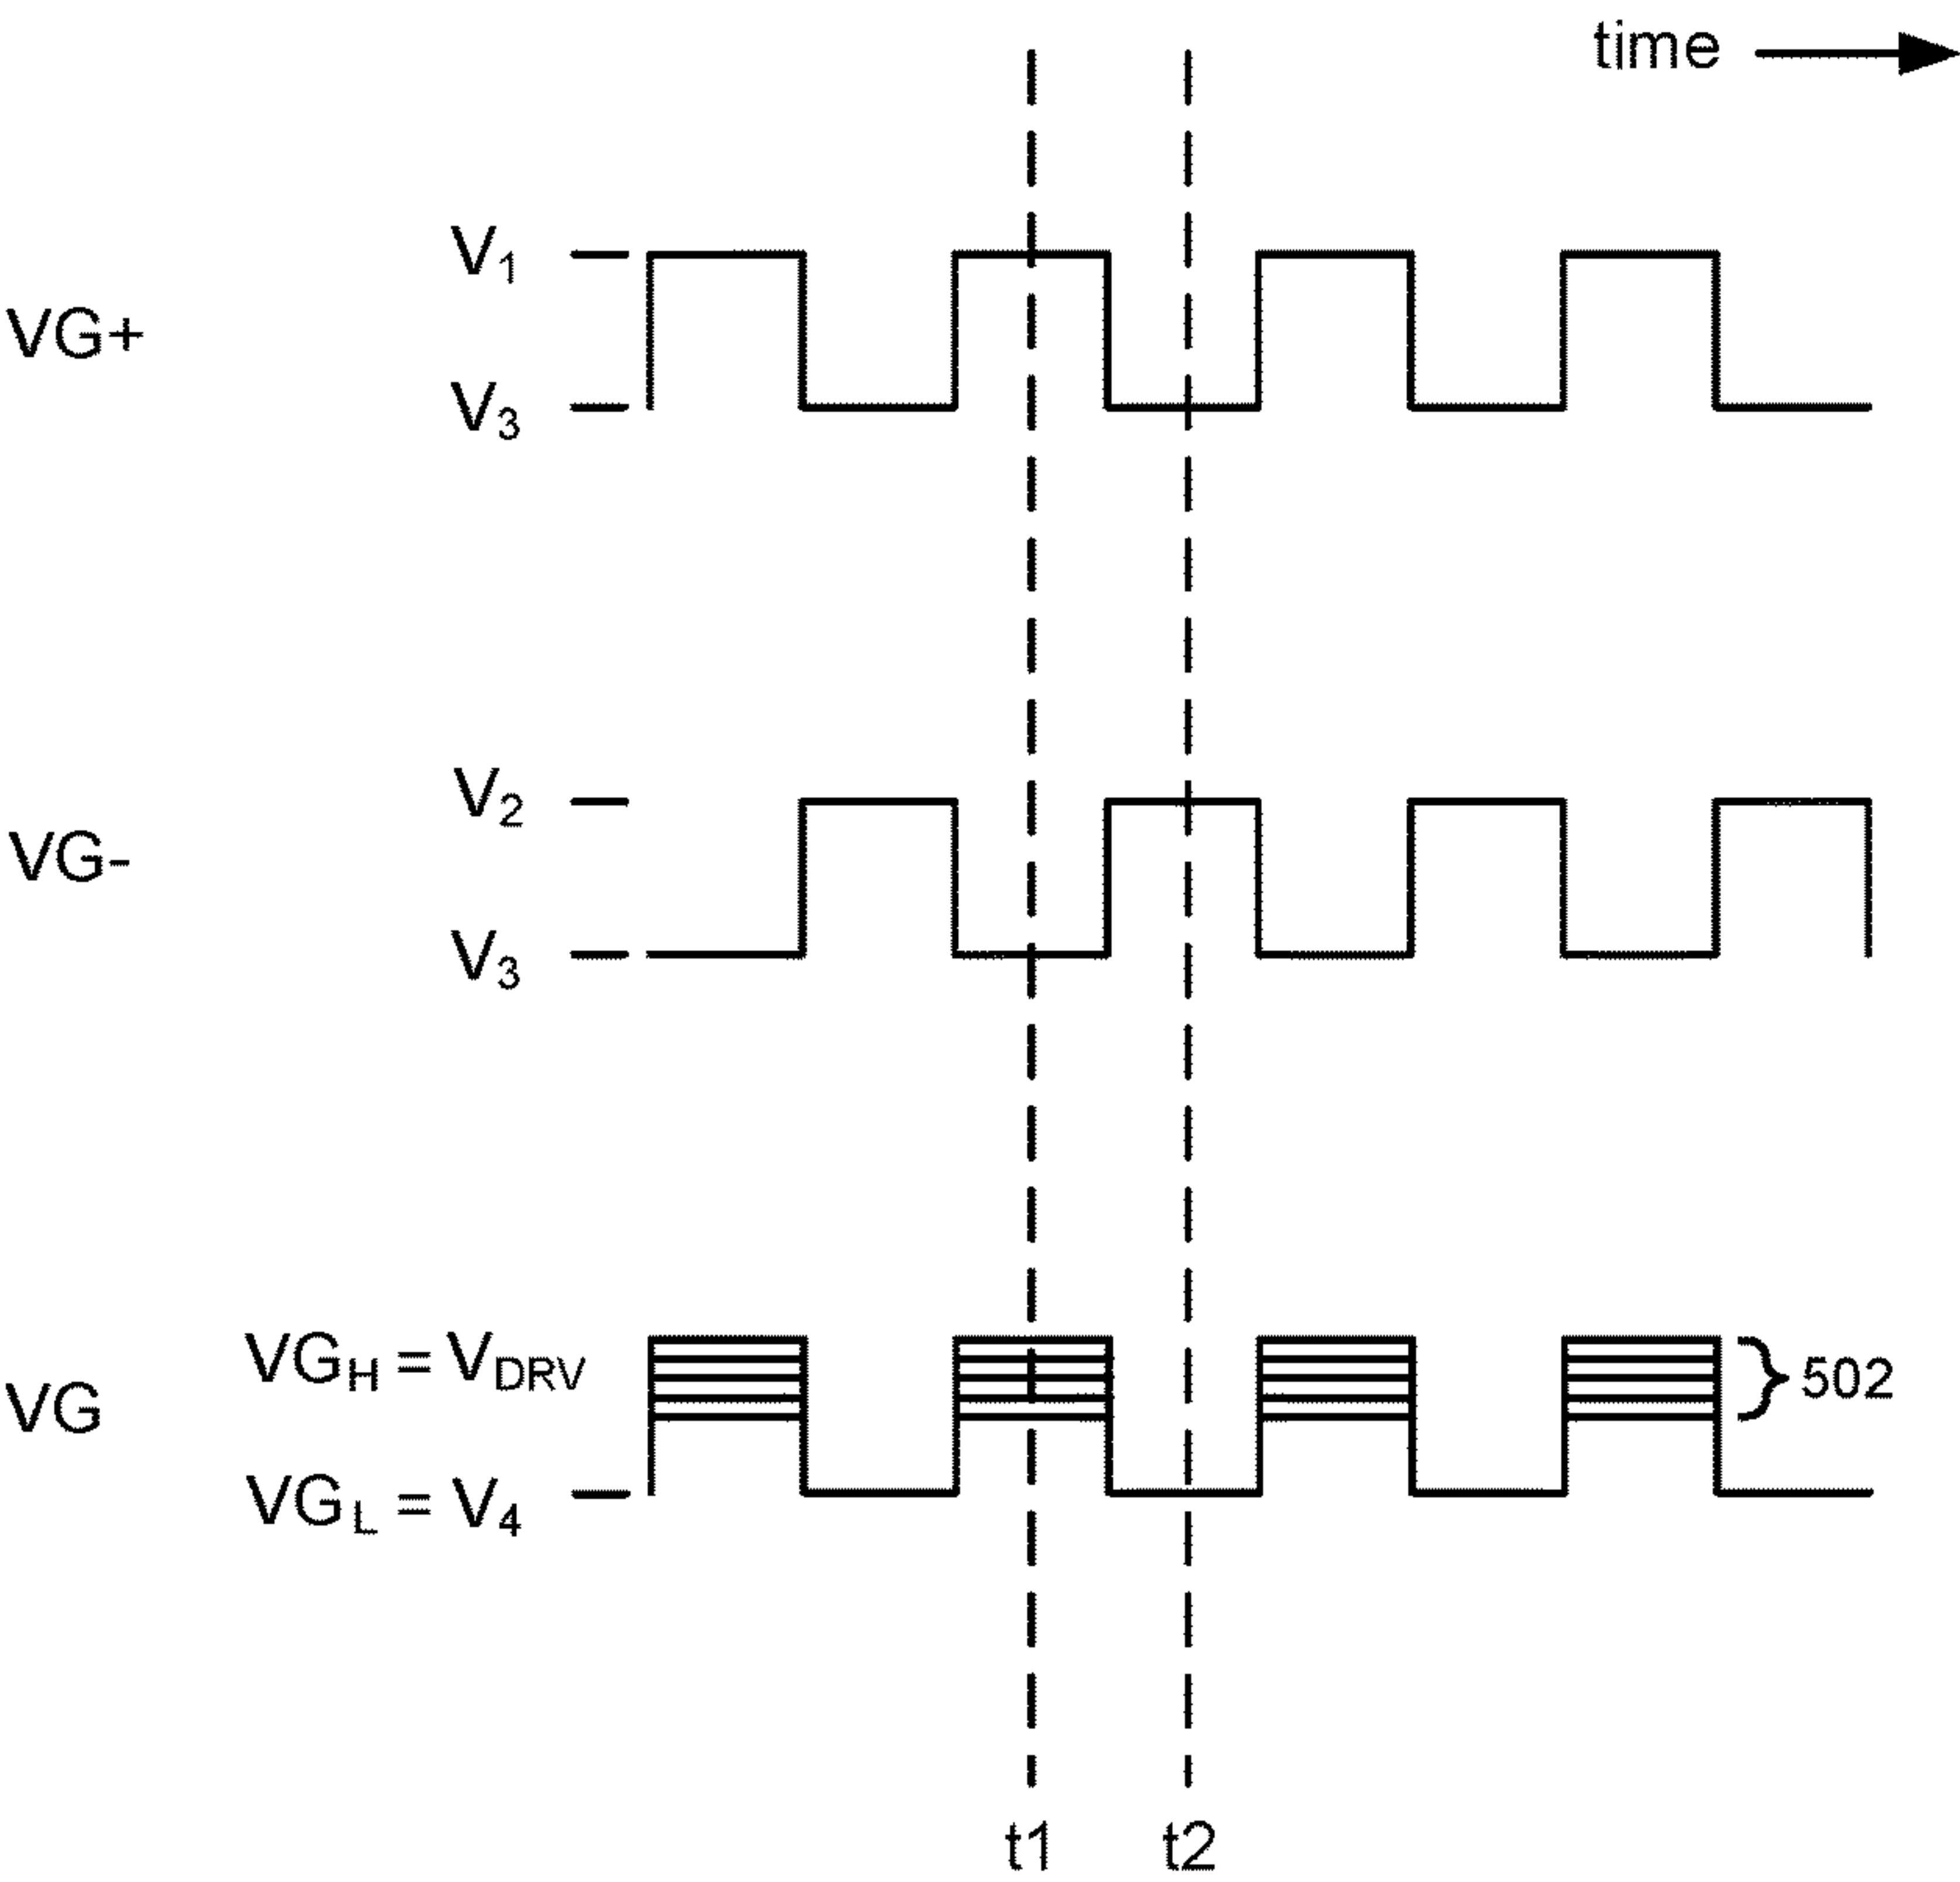 time
V1
VG+
V3
V2
VG-
V3
VGH = VDRV
502
VG
VGL = V4
t1 t2